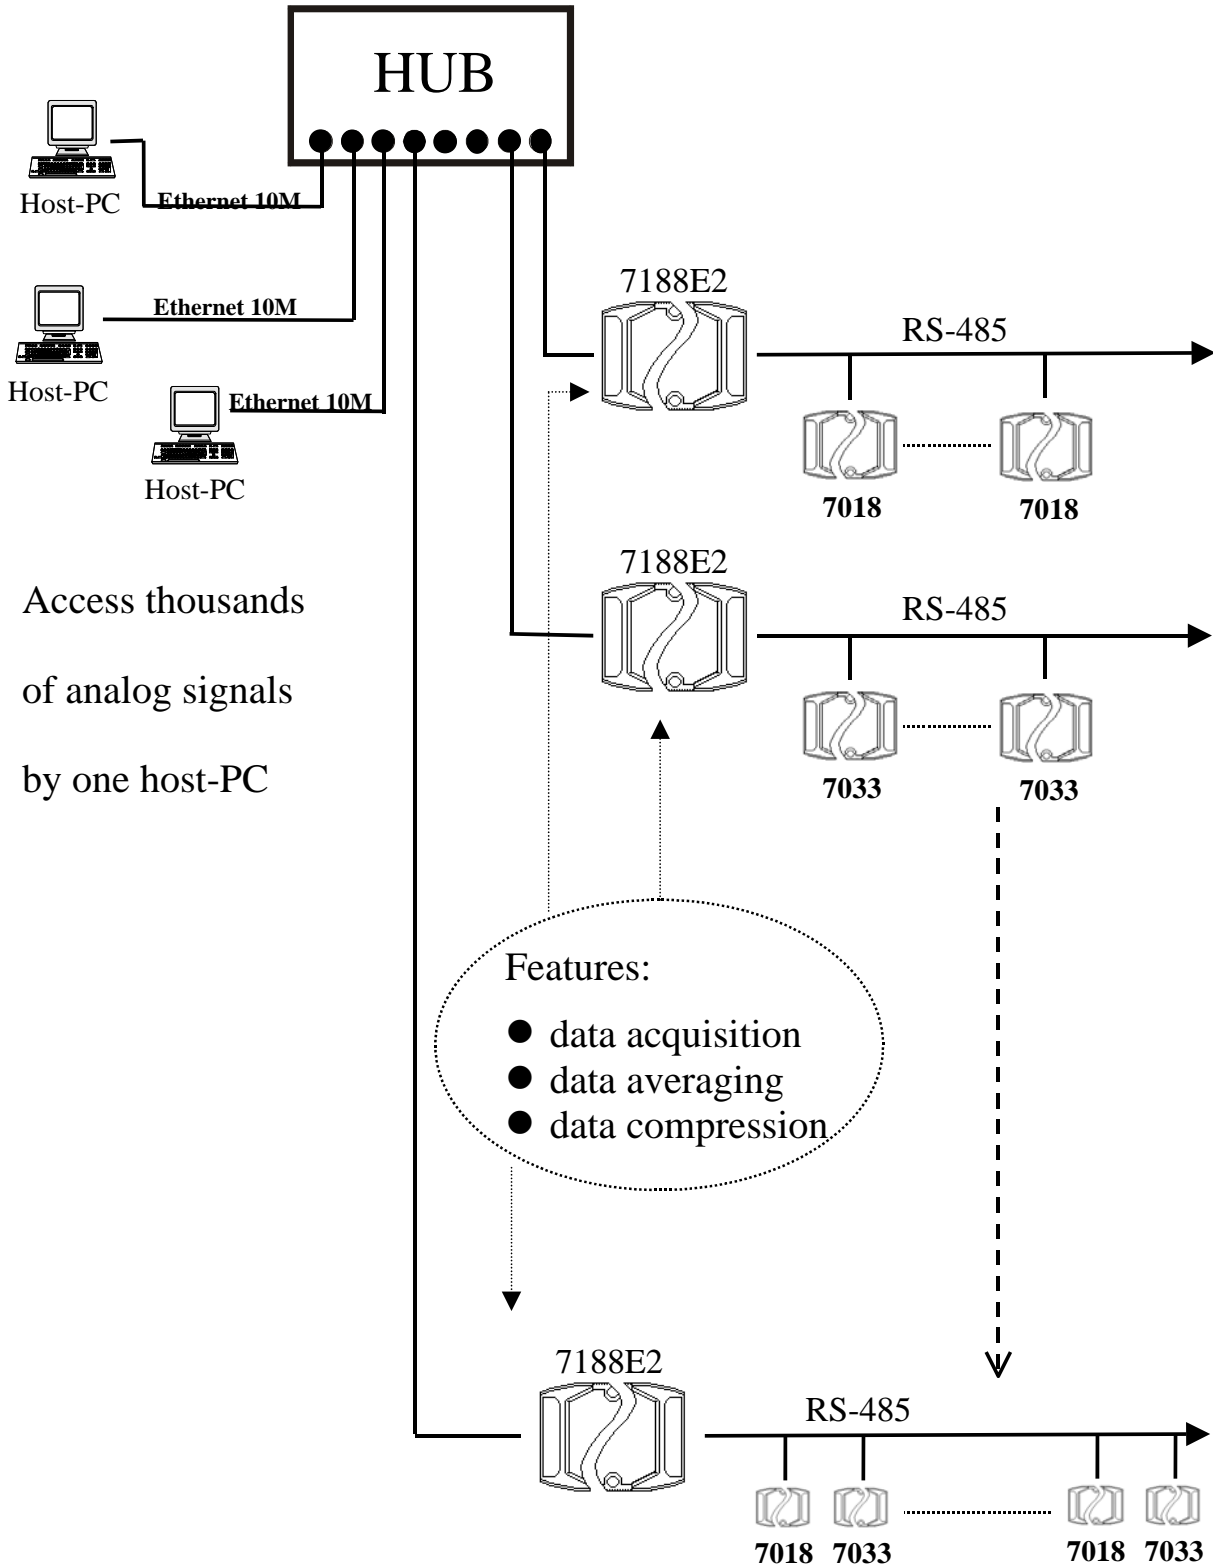 HUB
Host-PC
Ethernet 10M
Host-PC
Ethernet 10M
Host-PC
Ethernet 10M
7188E2
RS-485
7018
7018
7188E2
RS-485
7033
7033
Access thousands
of analog signals
by one host-PC
Features:
● data acquisition
● data averaging
● data compression
7188E2
RS-485
7018 7033 7018 7033